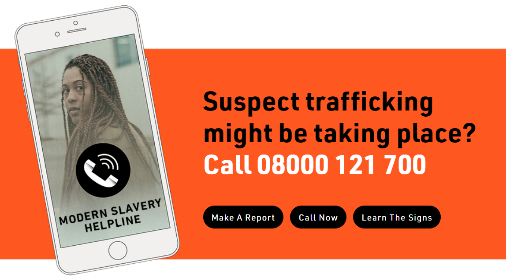 MODERN SLAVERY
HELPLINE
Suspect trafficking
might be taking place?
Call 08000 121 700
Make A Report
Call Now
Learn The Signs